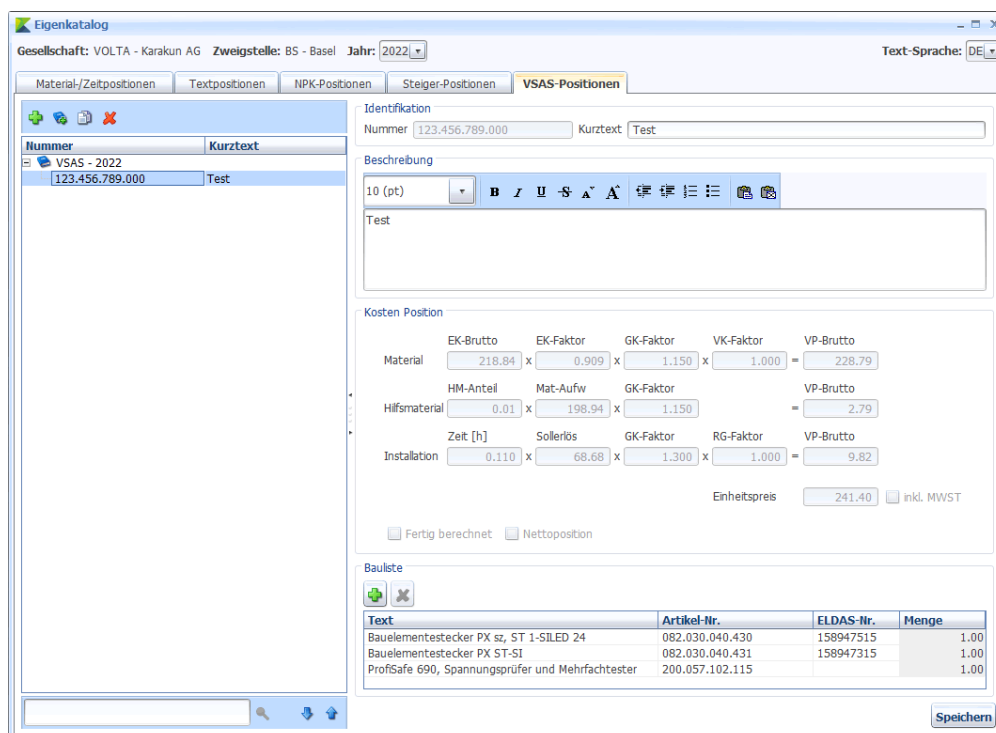 Eigenkatalog
Gesellschaft: VOLTA - Karakun AG Zweigstelle: BS - Basel Jahr: 2022 Text-Sprache: DE
Material-/Zeitpositionen Textpositionen NPK-Positionen Steiger-Positionen VSAS-Positionen
Nummer Kurztext
VSAS - 2022
123.456.789.000 Test
Identifikation
Nummer 123.456.789.000 Kurztext Test
Beschreibung
10 (pt) B I U S A A
Test
Kosten Position
EK-Brutto EK-Faktor GK-Faktor VK-Faktor VP-Brutto
Material 218.84 x 0.909 x 1.150 x 1.000 = 228.79
HM-Anteil Mat-Aufw GK-Faktor VP-Brutto
Hilfsmaterial 0.01 x 198.94 x 1.150 = 2.79
Zeit [h] Sollerlös GK-Faktor RG-Faktor VP-Brutto
Installation 0.110 x 68.68 x 1.300 x 1.000 = 9.82
Einheitspreis 241.40 inkl. MWST
Fertig berechnet Nettoposition
Bauliste
Text Artikel-Nr. ELDAS-Nr. Menge
Bauelementestecker PX sz, ST 1-SILED 24 082.030.040.430 158947515 1.00
Bauelementestecker PX ST-SI 082.030.040.431 158947315 1.00
ProfiSafe 690, Spannungsprüfer und Mehrfachtester 200.057.102.115 1.00
Speichern